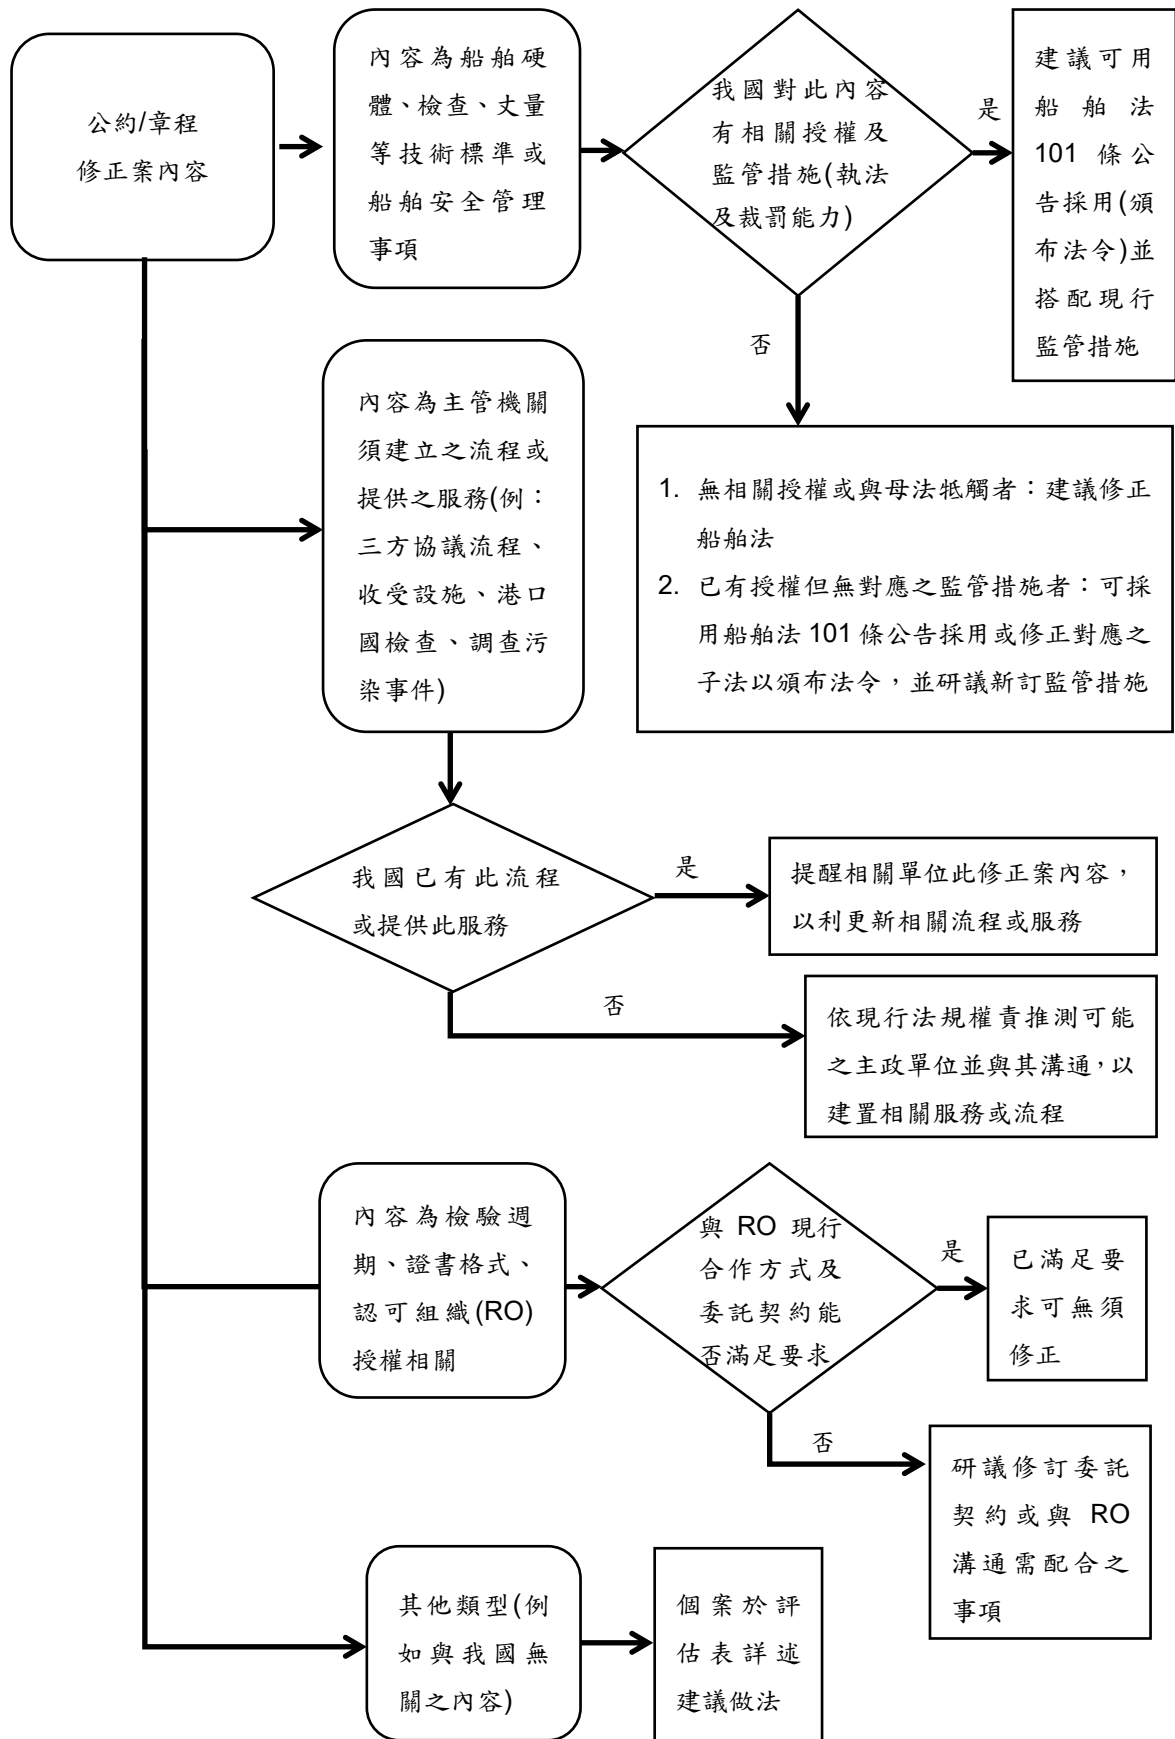 公約/章程
修正案內容
內容為船舶硬
體、檢查、丈量
等技術標準或
船舶安全管理
事項
我國對此內容
有相關授權及
監管措施(執法
及裁罰能力)
是
建議可用
船舶法
101 條公
告採用(頒
布法令)並
搭配現行
監管措施
否
1. 無相關授權或與母法牴觸者：建議修正
船舶法
2. 已有授權但無對應之監管措施者：可採
用船舶法 101 條公告採用或修正對應之
子法以頒布法令，並研議新訂監管措施
內容為主管機關
須建立之流程或
提供之服務(例：
三方協議流程、
收受設施、港口
國檢查、調查污
染事件)
我國已有此流程
或提供此服務
是
提醒相關單位此修正案內容，
以利更新相關流程或服務
否
依現行法規權責推測可能
之主政單位並與其溝通，以
建置相關服務或流程
內容為檢驗週
期、證書格式、
認可組織(RO)
授權相關
與 RO 現行
合作方式及
委託契約能
否滿足要求
是
已滿足要
求可無須
修正
否
研議修訂委託
契約或與 RO
溝通需配合之
事項
其他類型(例
如與我國無
關之內容)
個案於評
估表詳述
建議做法